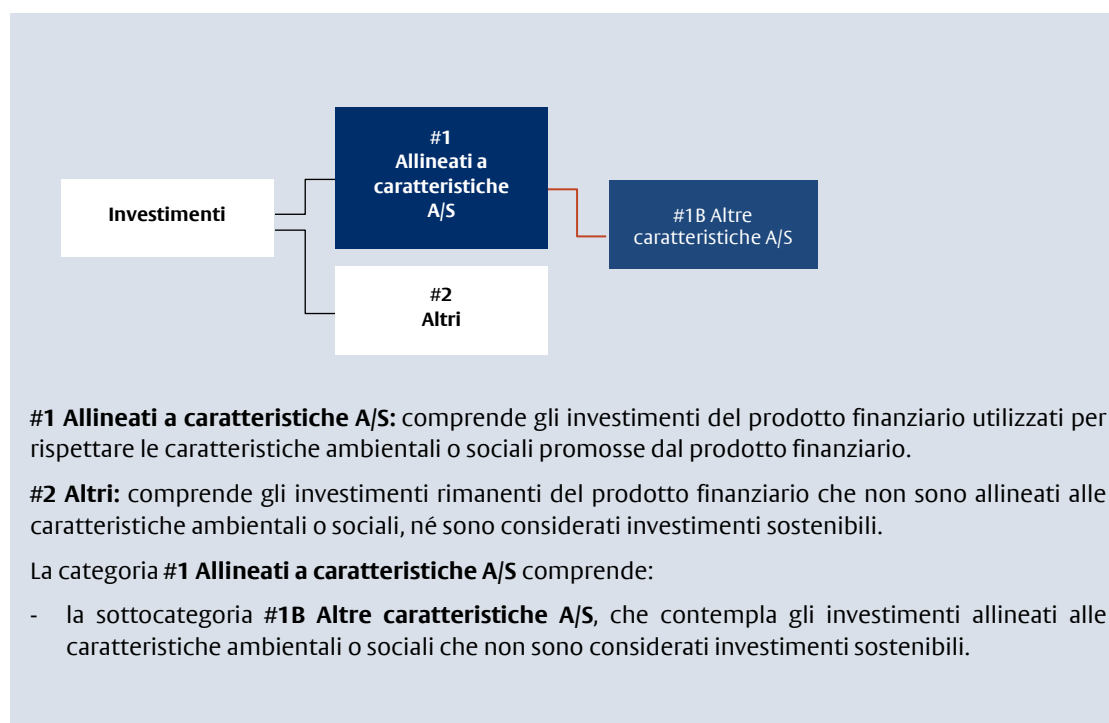 #1
Allineati a
caratteristiche
A/S
Investimenti
#1B Altre
caratteristiche A/S
#2
Altri
#1 Allineati a caratteristiche A/S: comprende gli investimenti del prodotto finanziario utilizzati per
rispettare le caratteristiche ambientali o sociali promosse dal prodotto finanziario.
#2 Altri: comprende gli investimenti rimanenti del prodotto finanziario che non sono allineati alle
caratteristiche ambientali o sociali, né sono considerati investimenti sostenibili.
La categoria #1 Allineati a caratteristiche A/S comprende:
- la sottocategoria #1B Altre caratteristiche A/S, che contempla gli investimenti allineati alle
caratteristiche ambientali o sociali che non sono considerati investimenti sostenibili.